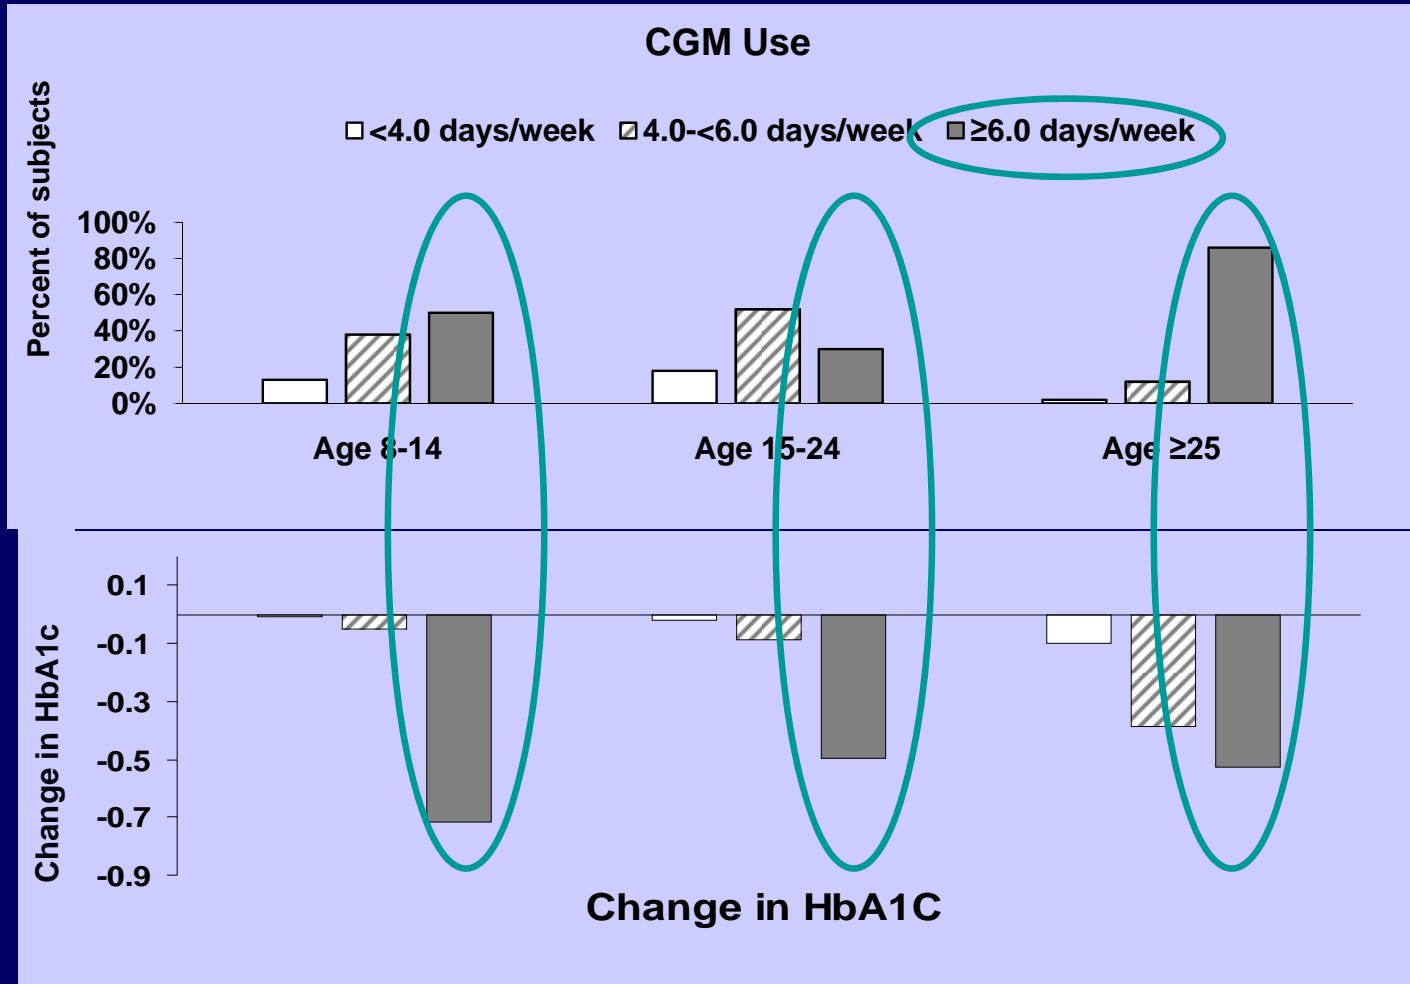 CGM Use
<4.0 days/week 4.0-<6.0 days/week ≥6.0 days/week
Percent of subjects
100%
80%
60%
40%
20%
0%
Age 8-14 Age 15-24 Age ≥25
Change in HbA1c
0.1
-0.1
-0.3
-0.5
-0.7
-0.9
Change in HbA1C